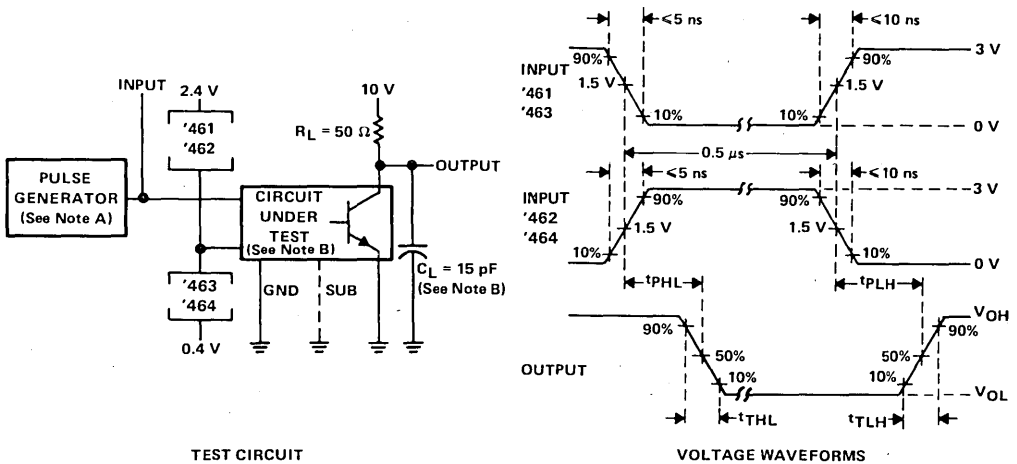 INPUT
2.4 V
'461
'462
PULSE
GENERATOR
(See Note A)
'463
'464
0.4 V
10 V
RL = 50 Ω
OUTPUT
CIRCUIT
UNDER
TEST
(See Note B)
GND
SUB
CL = 15 pF
(See Note B)
TEST CIRCUIT
≤5 ns
≤10 ns
INPUT
'461
'463
90%
1.5 V
10%
10%
90%
1.5 V
3 V
0 V
0.5 μs
≤5 ns
≤10 ns
INPUT
'462
'464
10%
1.5 V
90%
90%
1.5 V
10%
3 V
0 V
tPHL
tPLH
OUTPUT
90%
50%
10%
10%
50%
90%
VOH
VOL
tTHL
tTLH
VOLTAGE WAVEFORMS